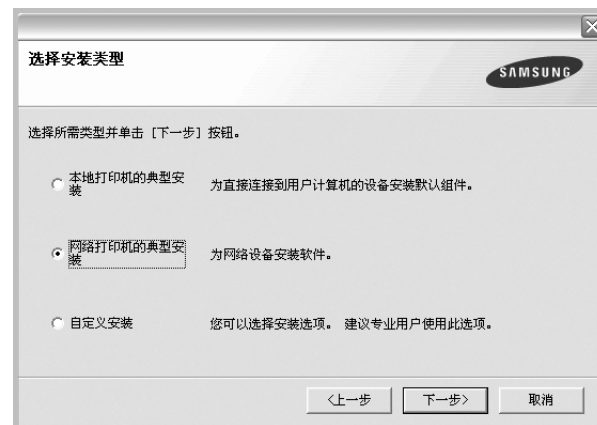 选择安装类型
SAMSUNG
选择所需类型并单击 [下一步] 按钮。
本地打印机的典型安
装
为直接连接到用户计算机的设备安装默认组件。
网络打印机的典型安
装
为网络设备安装软件。
自定义安装
您可以选择安装选项。 建议专业用户使用此选项。
<上一步
下一步>
取消